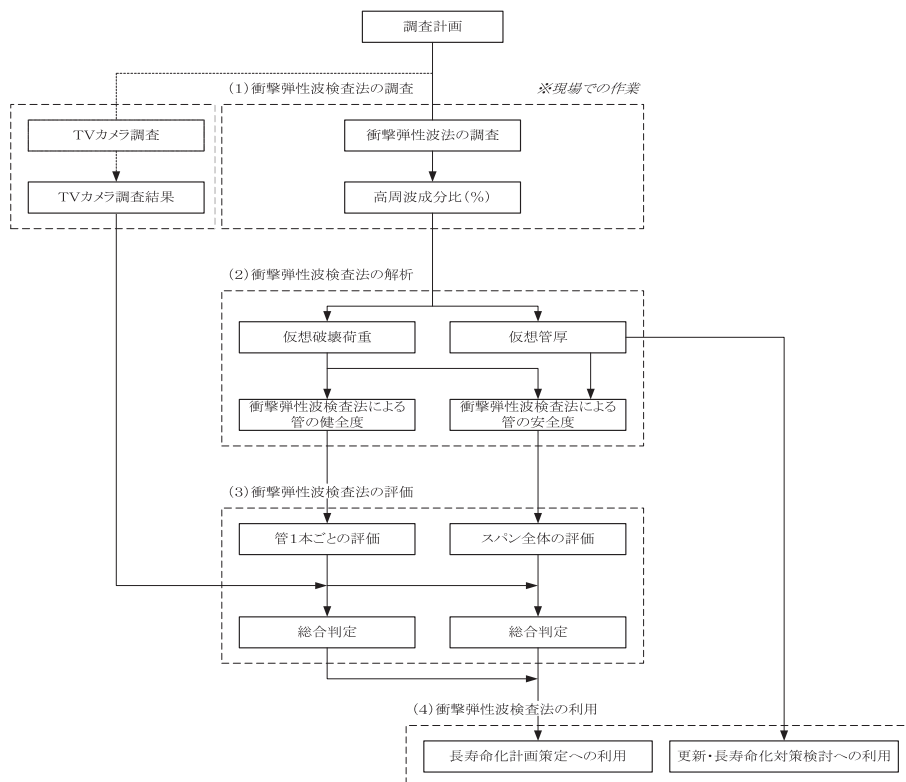 調査計画
(1)衝撃弾性波検査法の調査
※現場での作業
TVカメラ調査
衝撃弾性波法の調査
TVカメラ調査結果
高周波成分比(%)
(2)衝撃弾性波検査法の解析
仮想破壊荷重
仮想管厚
衝撃弾性波検査法による
管の健全度
衝撃弾性波検査法による
管の安全度
(3)衝撃弾性波検査法の評価
管1本ごとの評価
スパン全体の評価
総合判定
総合判定
(4)衝撃弾性波検査法の利用
長寿命化計画策定への利用
更新・長寿命化対策検討への利用